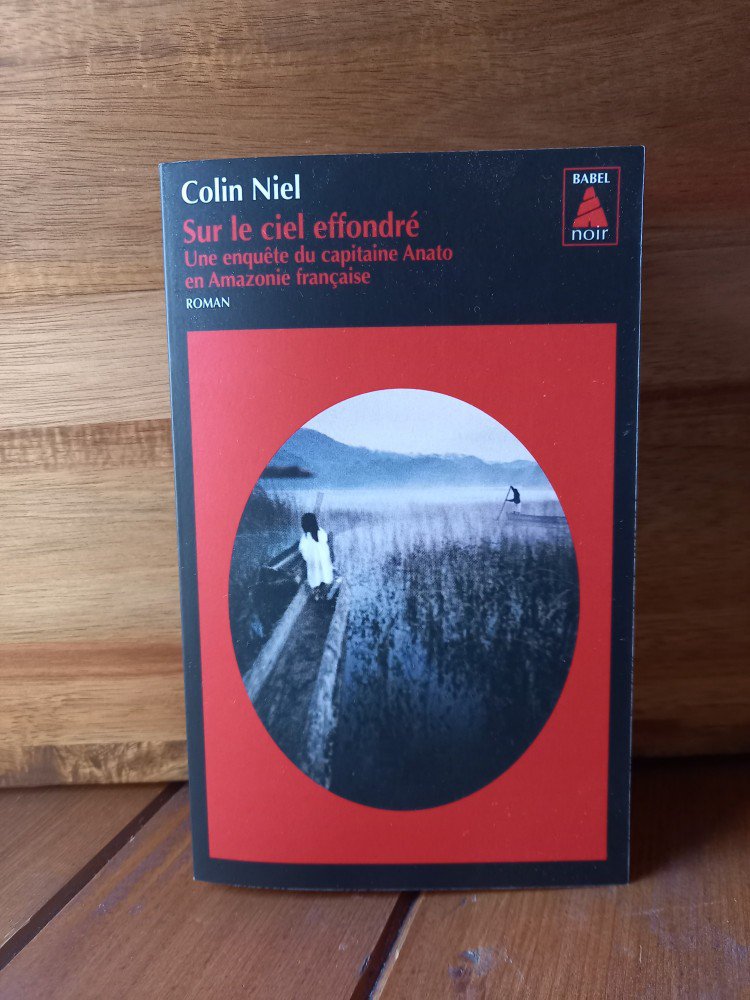 Colin Niel
Sur le ciel effondré
Une enquête du capitaine Anato
en Amazonie française
ROMAN
BABEL
noir